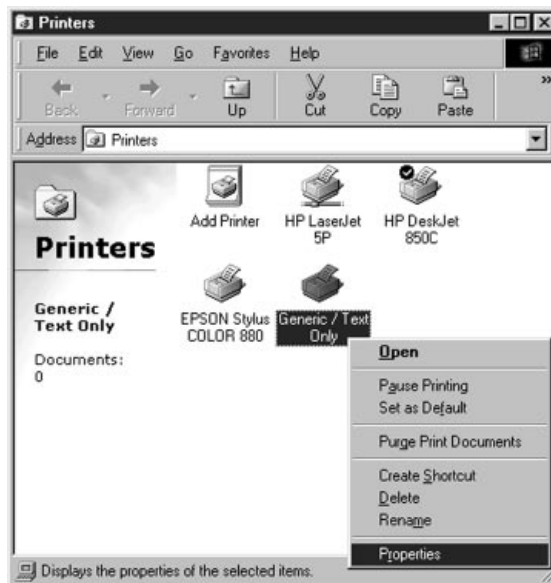 Printers
File Edit View Go Favorites Help
Back Forward Up Cut Copy Paste »
Address Printers
Printers
Generic /
Text Only
Documents:
0
Add Printer
HP LaserJet
5P
HP DeskJet
850C
EPSON Stylus
COLOR 880
Generic / Text
Only
Open
Pause Printing
Set as Default
Purge Print Documents
Create Shortcut
Delete
Rename
Properties
Displays the properties of the selected items.